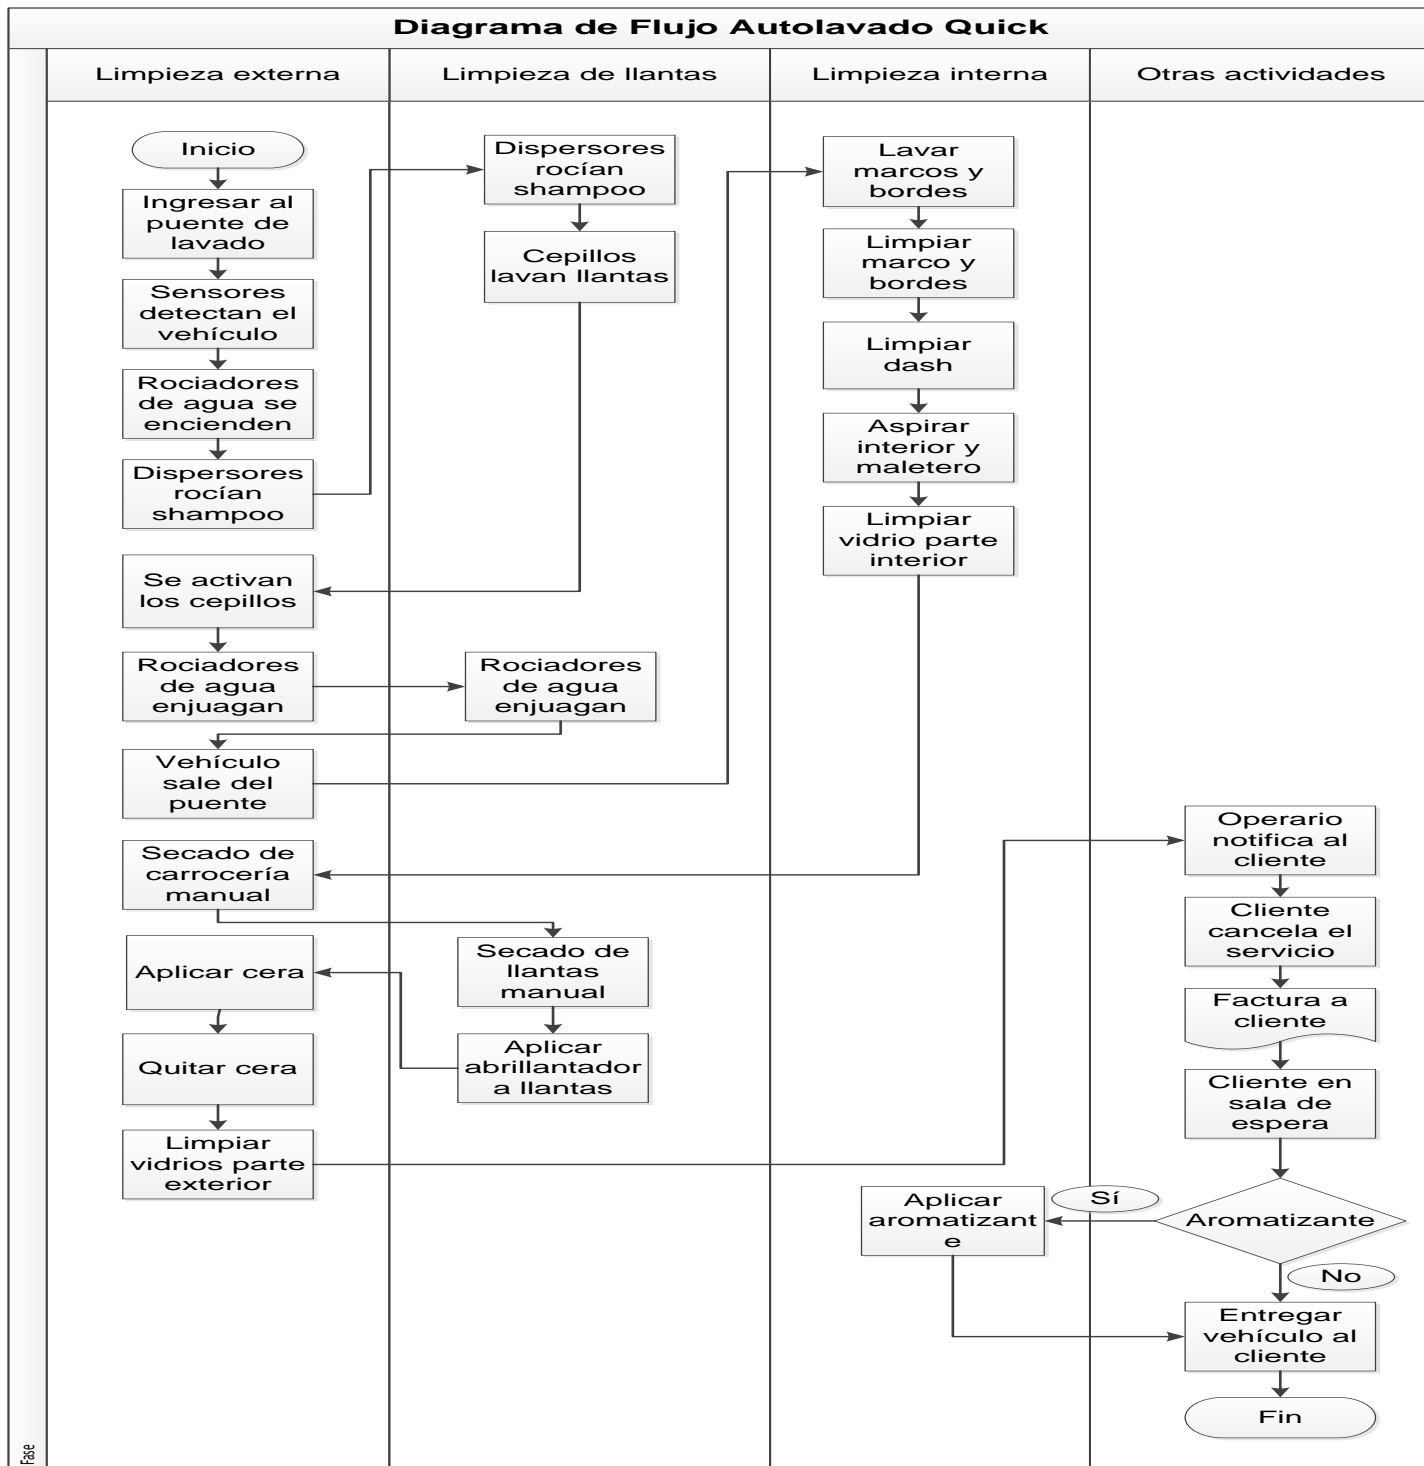 Diagrama de Flujo Autolavado Quick
Limpieza externa
Limpieza de llantas
Limpieza interna
Otras actividades
Inicio
Ingresar al
puente de
lavado
Sensores
detectan el
vehículo
Rociadores
de agua se
encienden
Dispersores
rocían
shampoo
Dispersores
rocían
shampoo
Cepillos
lavan llantas
Se activan
los cepillos
Rociadores
de agua
enjuagan
Rociadores
de agua
enjuagan
Vehículo
sale del
puente
Lavar
marcos y
bordes
Limpiar
marco y
bordes
Limpiar
dash
Aspirar
interior y
maletero
Limpiar
vidrio parte
interior
Secado de
carrocería
manual
Secado de
llantas
manual
Aplicar
abrillantador
a llantas
Aplicar cera
Quitar cera
Limpiar
vidrios parte
exterior
Operario
notifica al
cliente
Cliente
cancela el
servicio
Factura a
cliente
Cliente en
sala de
espera
Aromatizante
Sí
Aplicar
aromatizant
e
No
Entregar
vehículo al
cliente
Fin
Fase